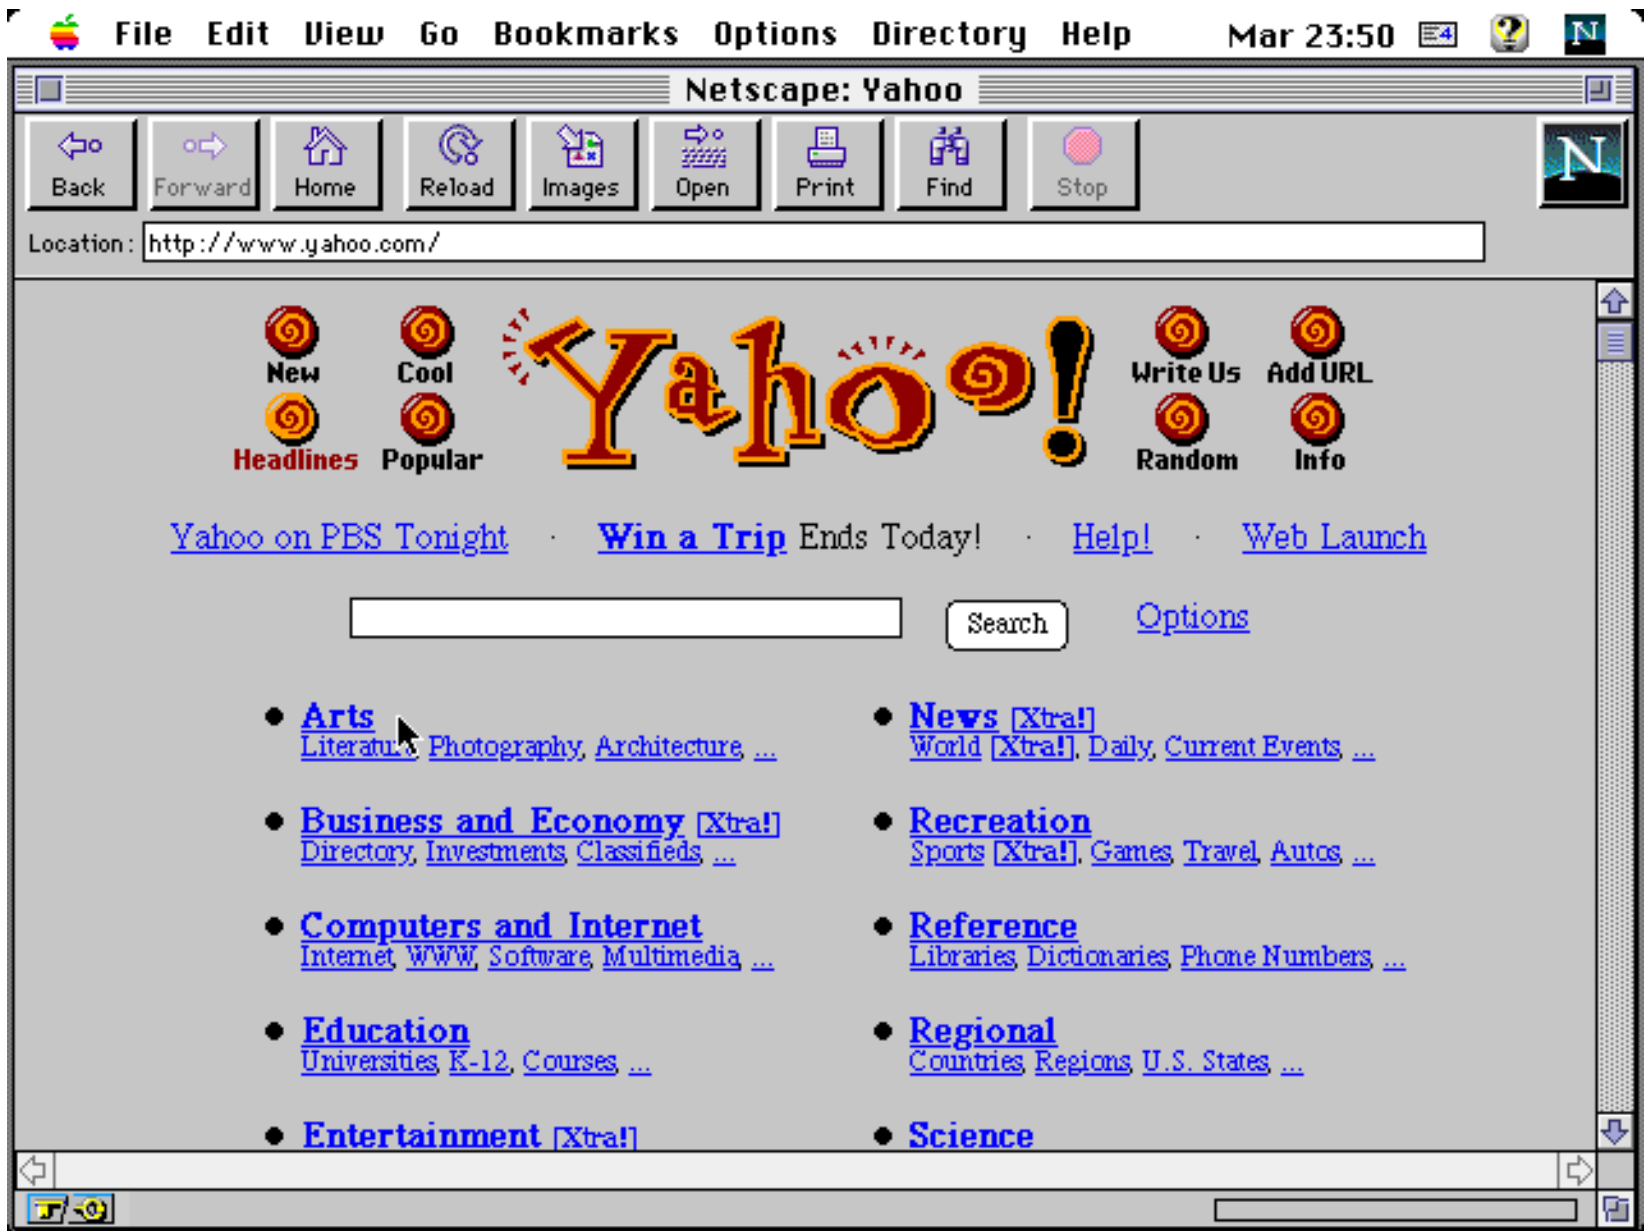 File Edit View Go Bookmarks Options Directory Help Mar 23:50
Netscape: Yahoo
Back Forward Home Reload Images Open Print Find Stop N
Location: http://www.yahoo.com/
New Cool Yahoo! Write Us Add URL
Headlines Popular Random Info
Yahoo on PBS Tonight · Win a Trip Ends Today! · Help! · Web Launch
Search Options
• Arts
Literature, Photography, Architecture, ...
• Business and Economy [Xtra!]
Directory, Investments, Classifieds, ...
• Computers and Internet
Internet, WWW, Software, Multimedia, ...
• Education
Universities, K-12, Courses, ...
• Entertainment [Xtra!]
• News [Xtra!]
World [Xtra!], Daily, Current Events, ...
• Recreation
Sports [Xtra!], Games, Travel, Autos, ...
• Reference
Libraries, Dictionaries, Phone Numbers, ...
• Regional
Countries, Regions, U.S. States, ...
• Science